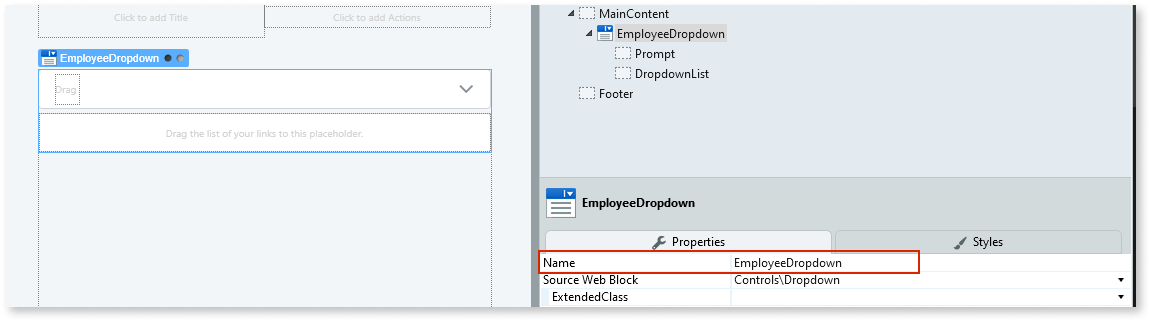 Click to add Title
Click to add Actions
EmployeeDropdown
Drag
Drag the list of your links to this placeholder.
MainContent
EmployeeDropdown
Prompt
DropdownList
Footer
EmployeeDropdown
Properties
Styles
Name EmployeeDropdown
Source Web Block Controls\Dropdown
ExtendedClass